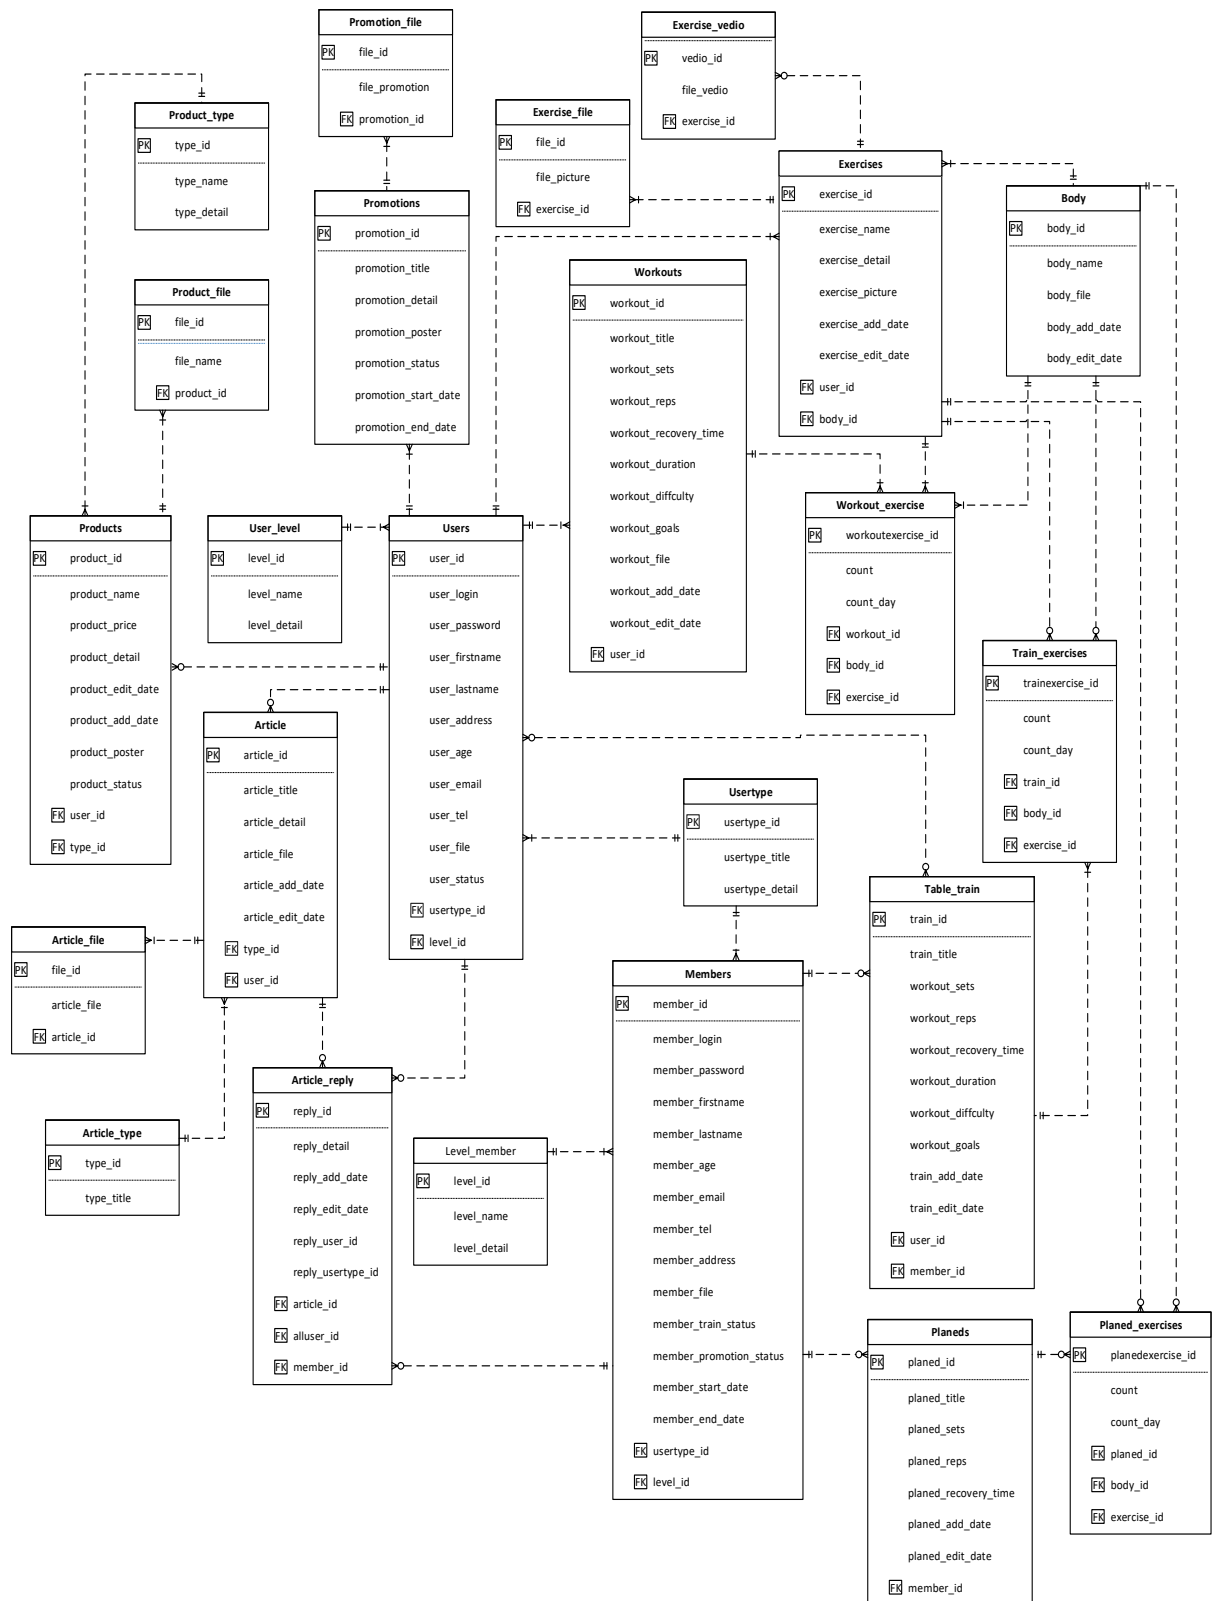 Promotion_file
PK file_id
file_promotion
FK promotion_id
Exercise_vedio
PK vedio_id
file_vedio
FK exercise_id
Product_type
PK type_id
type_name
type_detail
Exercise_file
PK file_id
file_picture
FK exercise_id
Exercises
PK exercise_id
exercise_name
exercise_detail
exercise_picture
exercise_add_date
exercise_edit_date
FK user_id
FK body_id
Body
PK body_id
body_name
body_file
body_add_date
body_edit_date
Promotions
PK promotion_id
promotion_title
promotion_detail
promotion_poster
promotion_status
promotion_start_date
promotion_end_date
Product_file
PK file_id
file_name
FK product_id
Workouts
PK workout_id
workout_title
workout_sets
workout_reps
workout_recovery_time
workout_duration
workout_diffculty
workout_goals
workout_file
workout_add_date
workout_edit_date
FK user_id
Workout_exercise
PK workoutexercise_id
count
count_day
FK workout_id
FK body_id
FK exercise_id
Products
PK product_id
product_name
product_price
product_detail
product_edit_date
product_add_date
product_poster
product_status
FK user_id
FK type_id
User_level
PK level_id
level_name
level_detail
Users
PK user_id
user_login
user_password
user_firstname
user_lastname
user_address
user_age
user_email
user_tel
user_file
user_status
FK usertype_id
FK level_id
Train_exercises
PK trainexercise_id
count
count_day
FK train_id
FK body_id
FK exercise_id
Article
PK article_id
article_title
article_detail
article_file
article_add_date
article_edit_date
FK type_id
FK user_id
Usertype
PK usertype_id
usertype_title
usertype_detail
Table_train
PK train_id
train_title
workout_sets
workout_reps
workout_recovery_time
workout_duration
workout_diffculty
workout_goals
train_add_date
train_edit_date
FK user_id
FK member_id
Article_file
PK file_id
article_file
FK article_id
Members
PK member_id
member_login
member_password
member_firstname
member_lastname
member_age
member_email
member_tel
member_address
member_file
member_train_status
member_promotion_status
member_start_date
member_end_date
FK usertype_id
FK level_id
Article_reply
PK reply_id
reply_detail
reply_add_date
reply_edit_date
reply_user_id
reply_usertype_id
FK article_id
FK alluser_id
FK member_id
Article_type
PK type_id
type_title
Level_member
PK level_id
level_name
level_detail
Planeds
PK planed_id
planed_title
planed_sets
planed_reps
planed_recovery_time
planed_add_date
planed_edit_date
FK member_id
Planed_exercises
PK planedexercise_id
count
count_day
FK planed_id
FK body_id
FK exercise_id